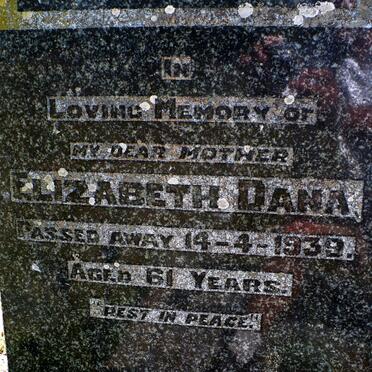 IN
LOVING MEMORY OF
MY DEAR MOTHER
ELIZABETH DANA
PASSED AWAY 14-4-1939.
AGED 61 YEARS.
"REST IN PEACE."